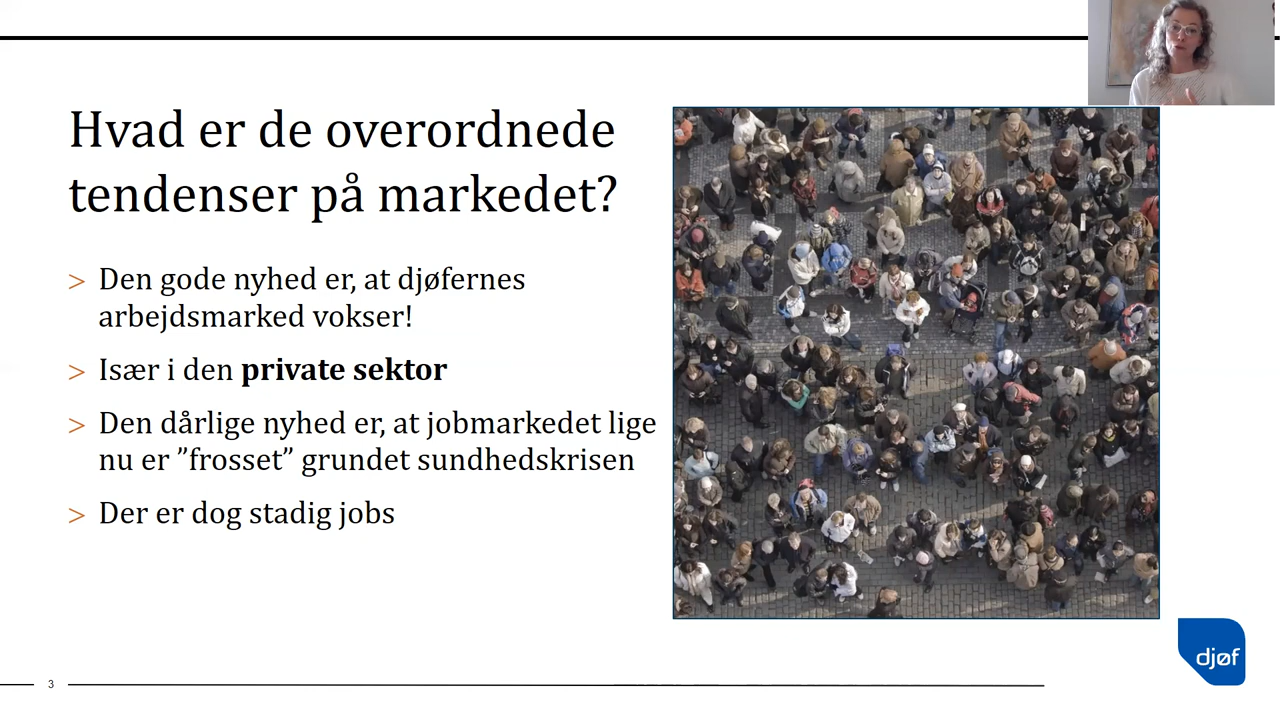 Hvad er de overordnede
tendenser på markedet?
> Den gode nyhed er, at djøfernes
arbejdsmarked vokser!
> Især i den private sektor
> Den dårlige nyhed er, at jobmarkedet lige
nu er ”frosset” grundet sundhedskrisen
> Der er dog stadig jobs
djøf
3